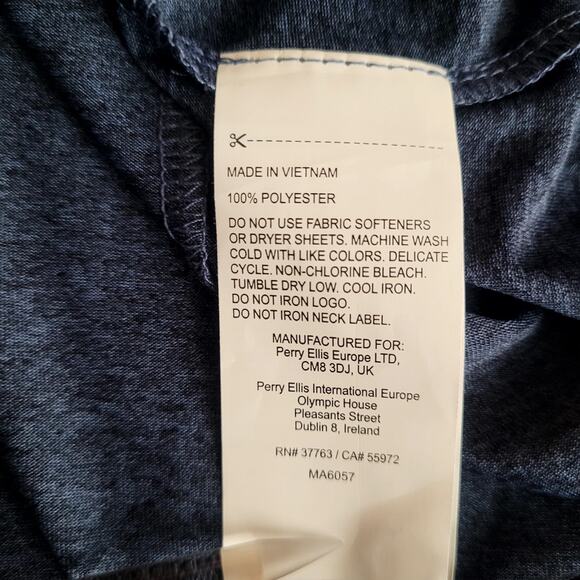 MADE IN VIETNAM
100% POLYESTER
DO NOT USE FABRIC SOFTENERS
OR DRYER SHEETS. MACHINE WASH
COLD WITH LIKE COLORS. DELICATE
CYCLE. NON-CHLORINE BLEACH.
TUMBLE DRY LOW. COOL IRON.
DO NOT IRON LOGO.
DO NOT IRON NECK LABEL.
MANUFACTURED FOR:
Perry Ellis Europe LTD,
CM8 3DJ, UK
Perry Ellis International Europe
Olympic House
Pleasants Street
Dublin 8, Ireland
RN# 37763 / CA# 55972
MA6057